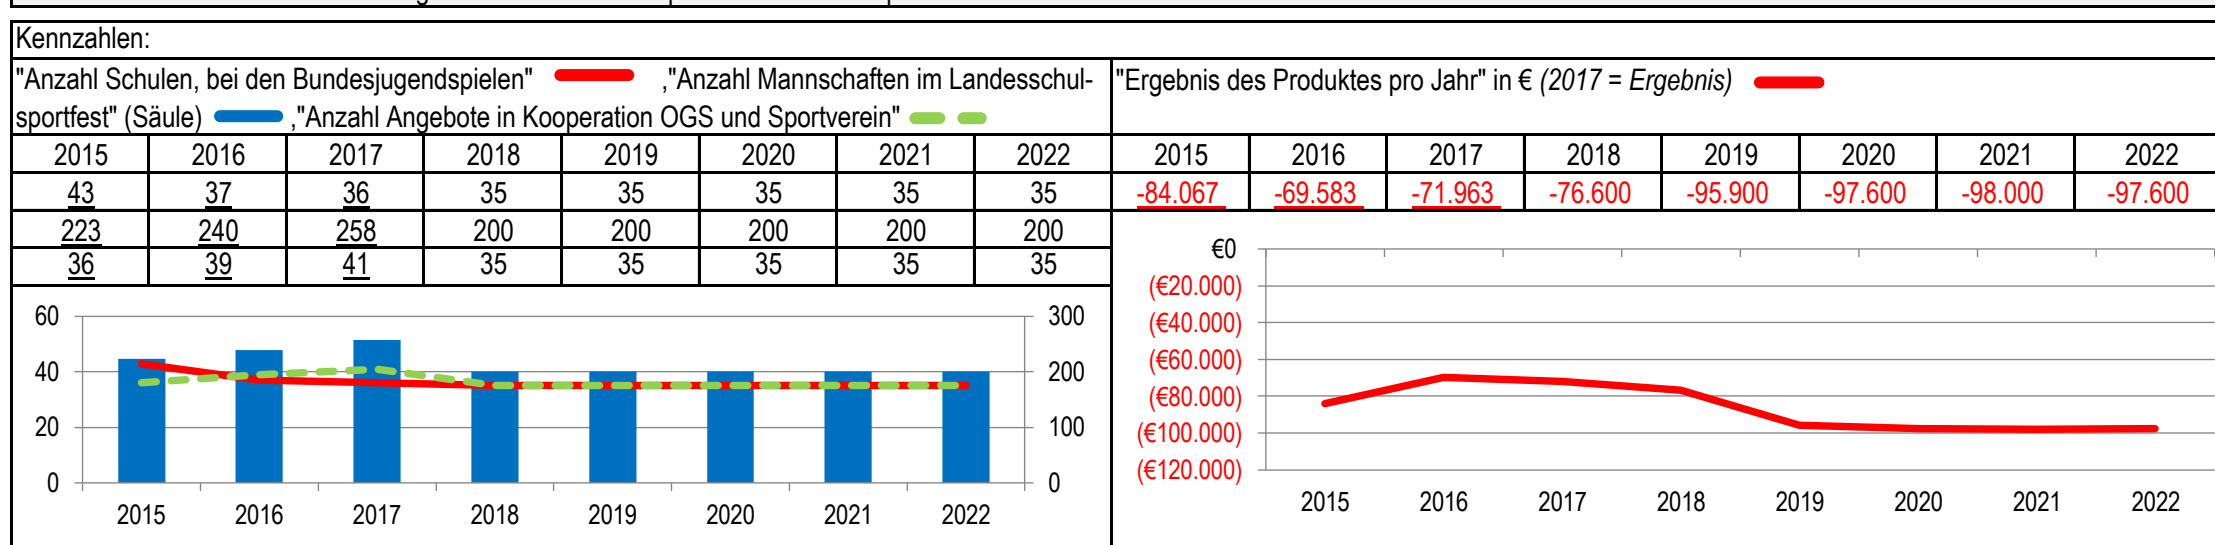 Kennzahlen:
"Anzahl Schulen, bei den Bundesjugendspielen" ,"Anzahl Mannschaften im Landesschul-
sportfest" (Säule) ,"Anzahl Angebote in Kooperation OGS und Sportverein"
2015 2016 2017 2018 2019 2020 2021 2022
43 37 36 35 35 35 35 35
223 240 258 200 200 200 200 200
36 39 41 35 35 35 35 35
60 300
40 200
20 100
0 0
2015 2016 2017 2018 2019 2020 2021 2022
"Ergebnis des Produktes pro Jahr" in € (2017 = Ergebnis)
2015 2016 2017 2018 2019 2020 2021 2022
-84.067 -69.583 -71.963 -76.600 -95.900 -97.600 -98.000 -97.600
€0
(€20.000)
(€40.000)
(€60.000)
(€80.000)
(€100.000)
(€120.000)
2015 2016 2017 2018 2019 2020 2021 2022